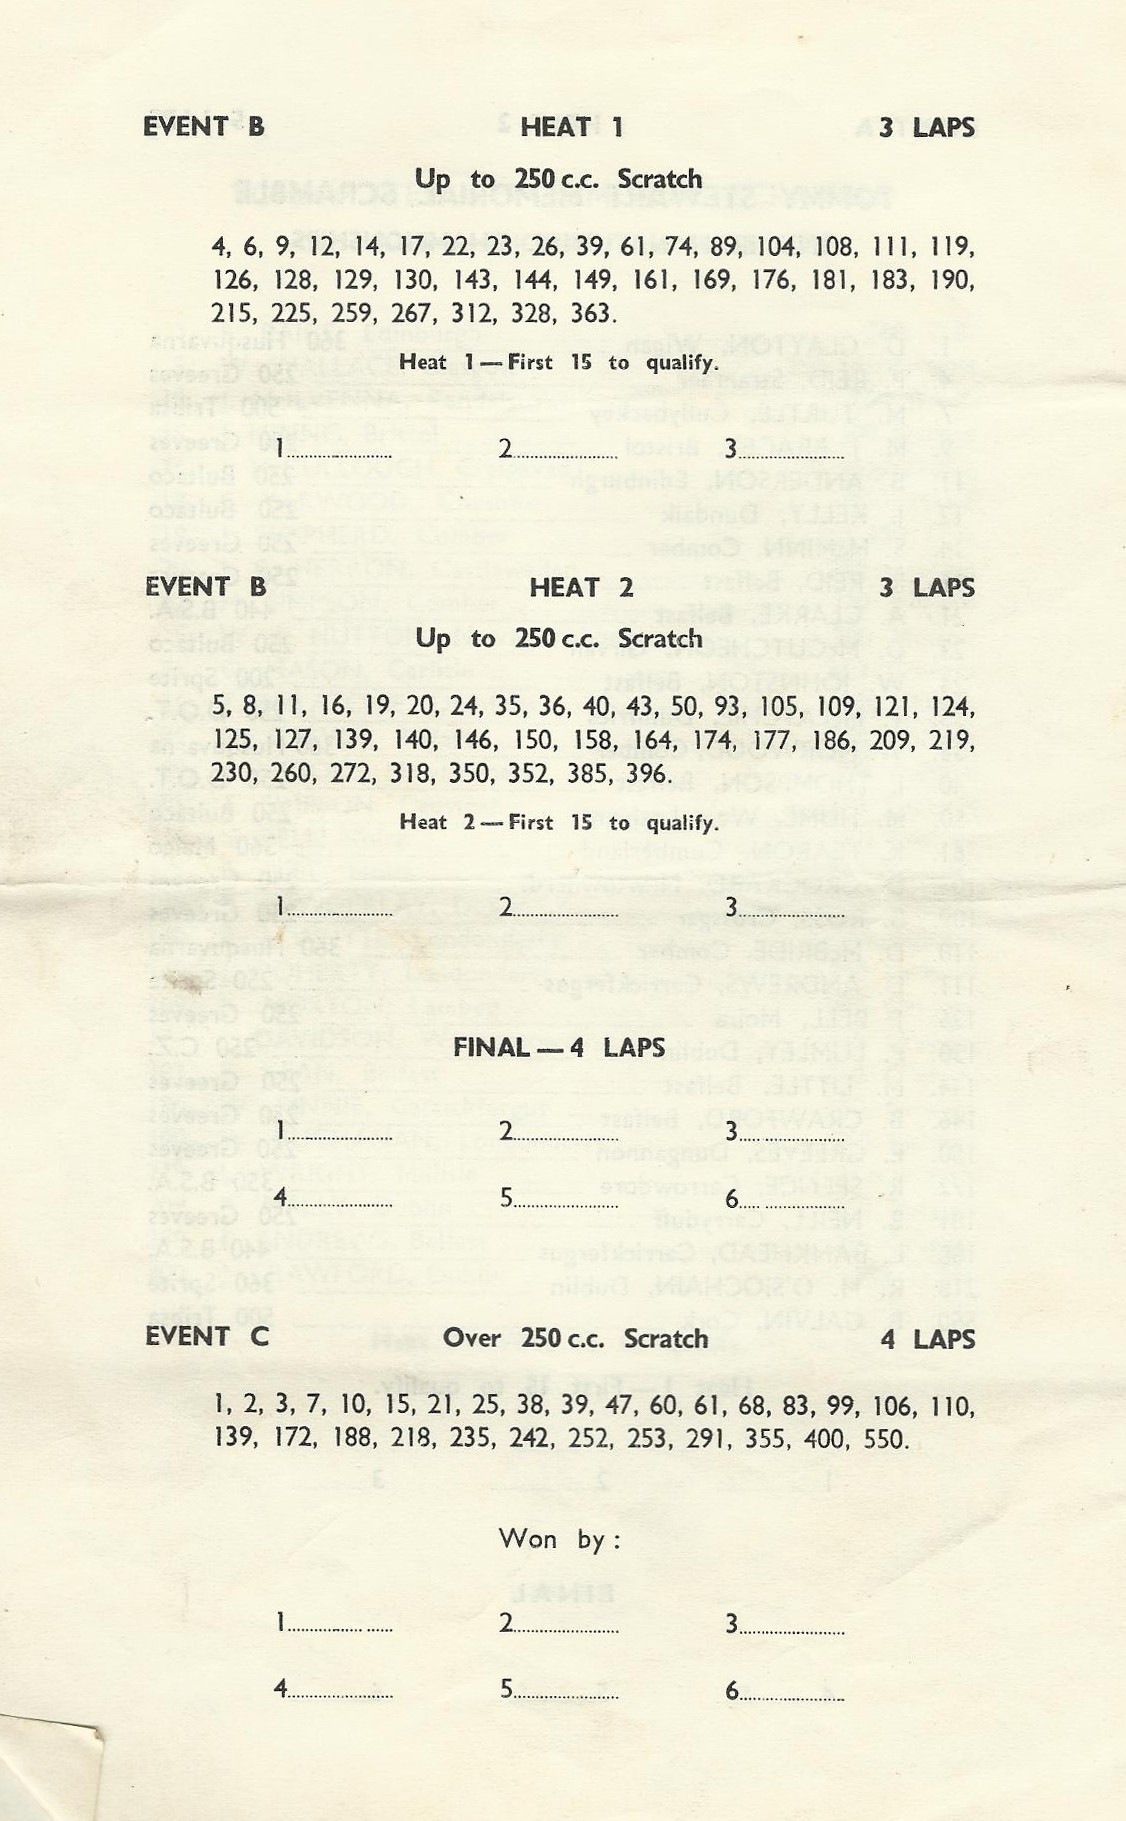 EVENT B HEAT 1 3 LAPS
Up to 250 c.c. Scratch
4, 6, 9, 12, 14, 17, 22, 23, 26, 39, 61, 74, 89, 104, 108, 111, 119,
126, 128, 129, 130, 143, 144, 149, 161, 169, 176, 181, 183, 190,
215, 225, 259, 267, 312, 328, 363.
Heat 1—First 15 to qualify.
1.................... 2.................... 3....................
EVENT B HEAT 2 3 LAPS
Up to 250 c.c. Scratch
5, 8, 11, 16, 19, 20, 24, 35, 36, 40, 43, 50, 93, 105, 109, 121, 124,
125, 127, 139, 140, 146, 150, 158, 164, 174, 177, 186, 209, 219,
230, 260, 272, 318, 350, 352, 385, 396.
Heat 2—First 15 to qualify.
1.................... 2.................... 3....................
FINAL—4 LAPS
1.................... 2.................... 3....................
4.................... 5.................... 6....................
EVENT C Over 250 c.c. Scratch 4 LAPS
1, 2, 3, 7, 10, 15, 21, 25, 38, 39, 47, 60, 61, 68, 83, 99, 106, 110,
139, 172, 188, 218, 235, 242, 252, 253, 291, 355, 400, 550.
Won by :
1.................... 2.................... 3....................
4.................... 5.................... 6....................